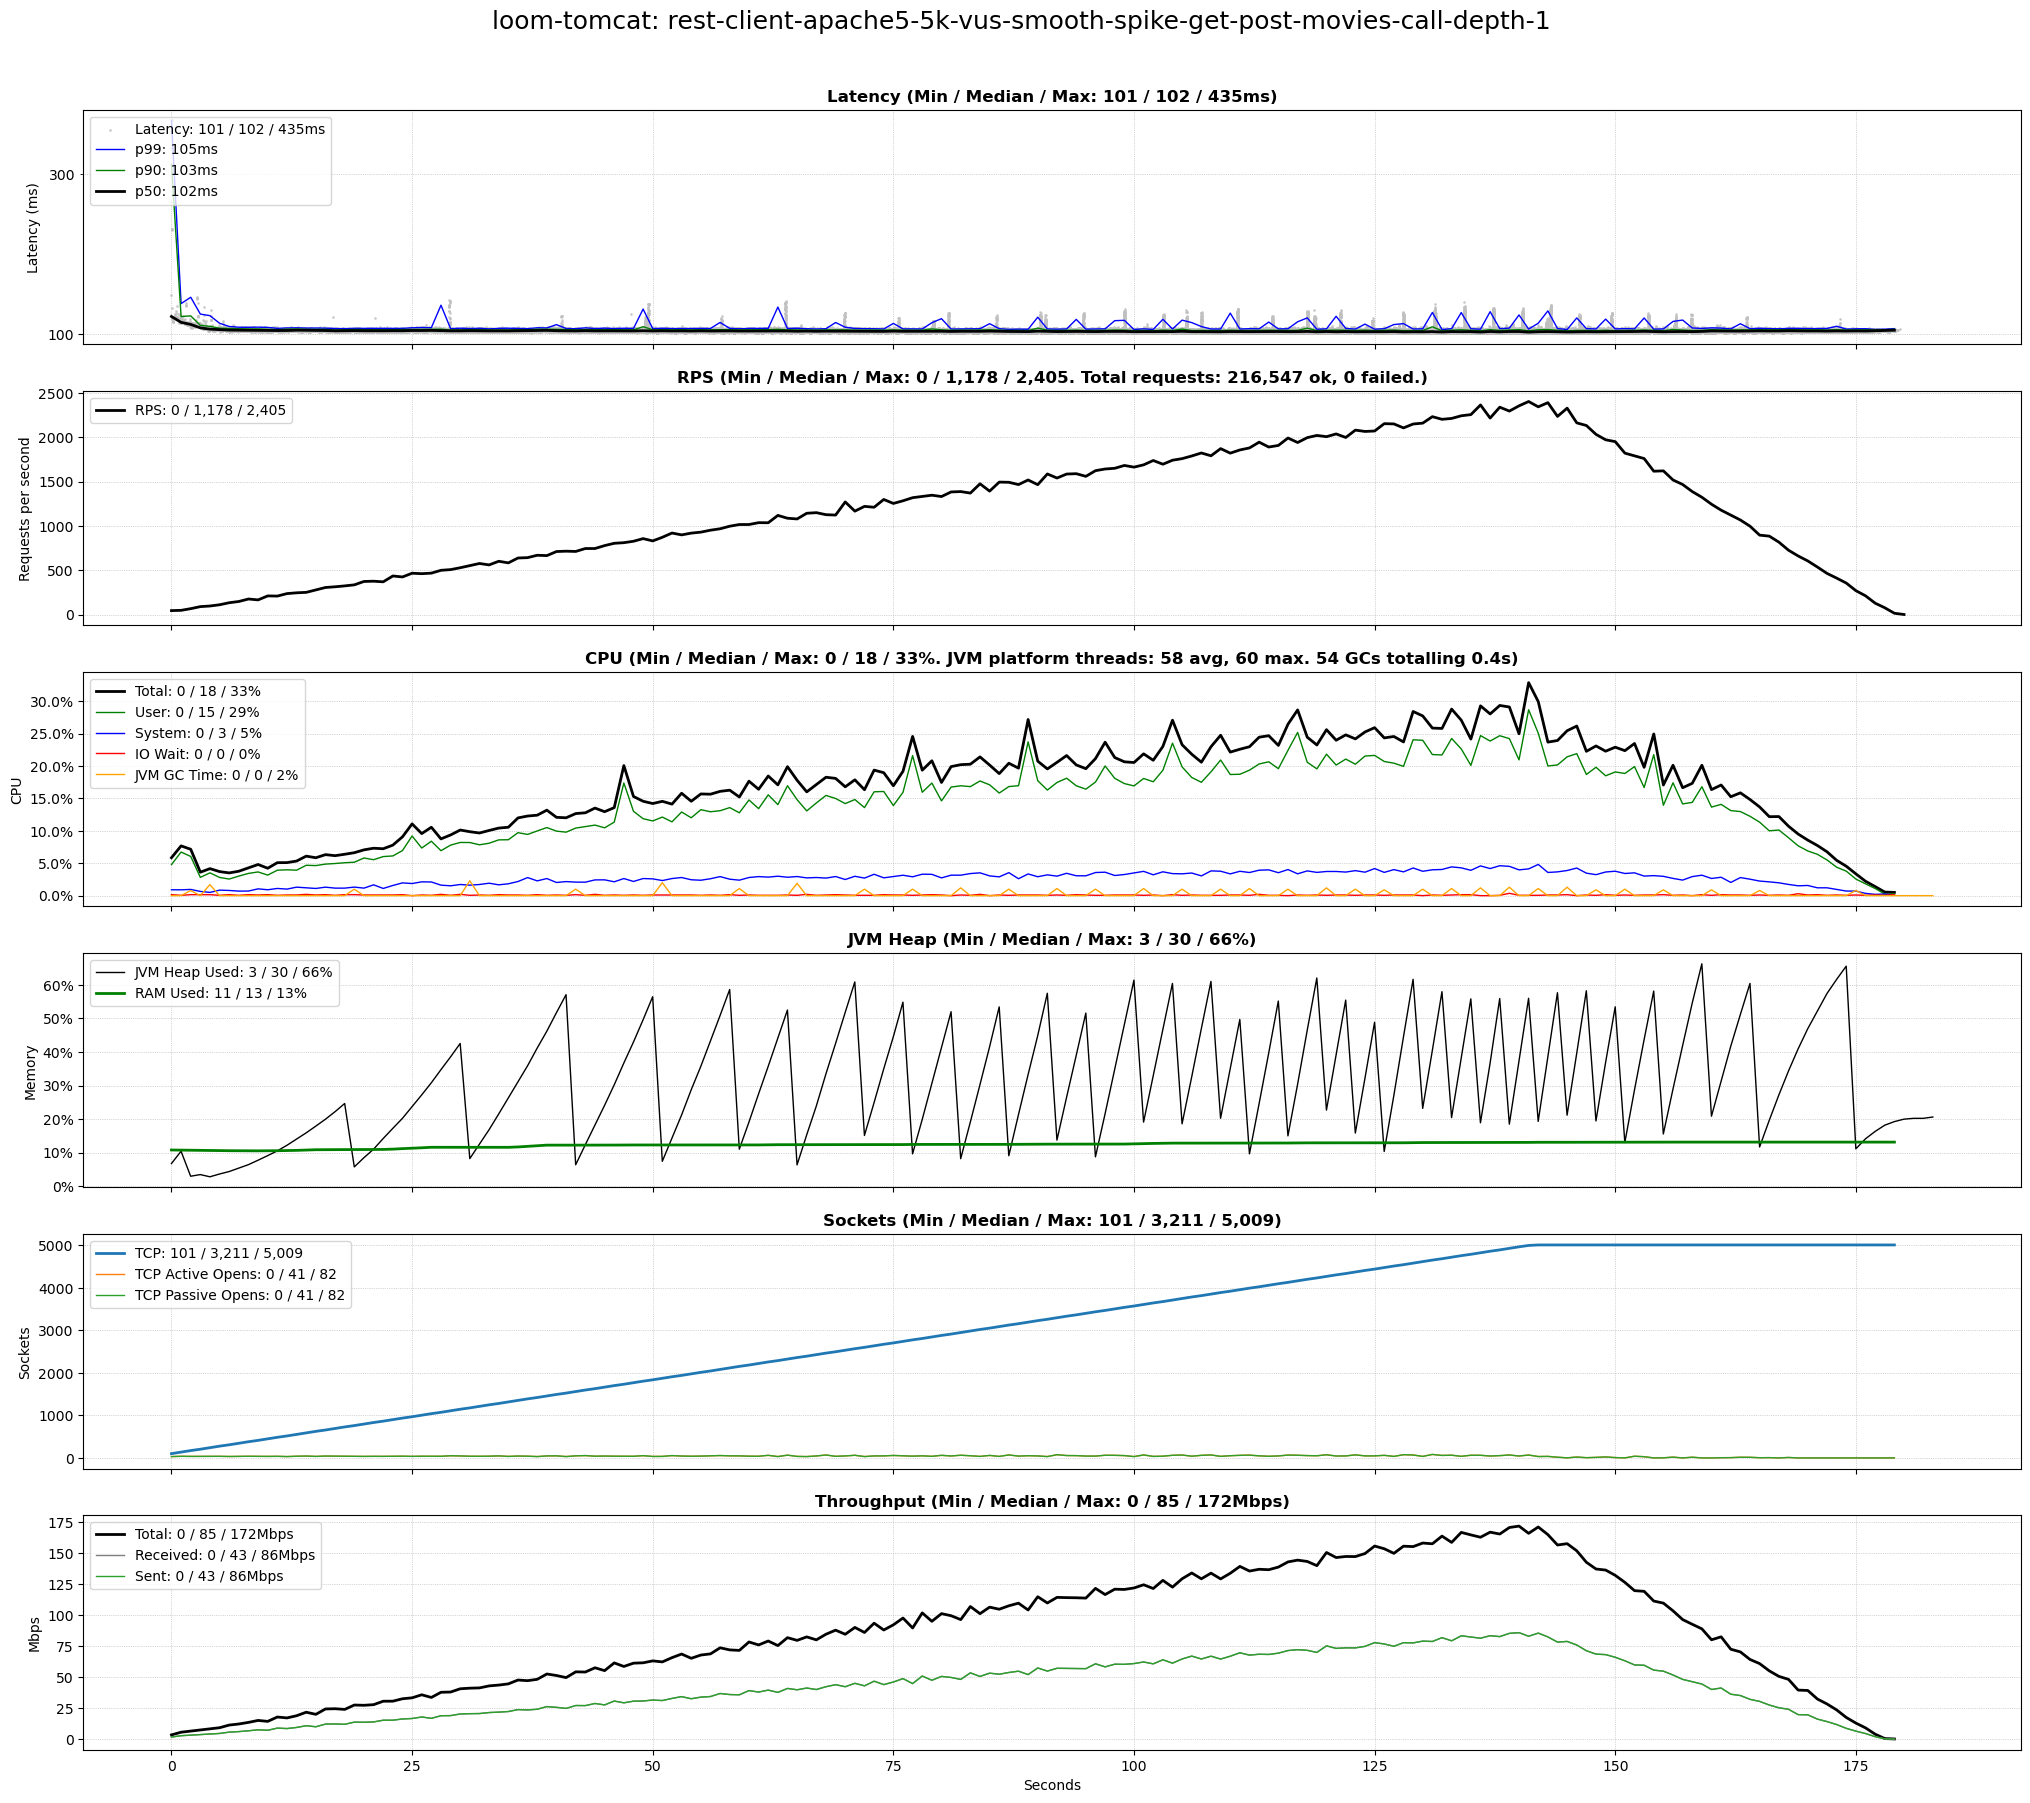 loom-tomcat: rest-client-apache5-5k-vus-smooth-spike-get-post-movies-call-depth-1
Latency (Min / Median / Max: 101 / 102 / 435ms)
Latency: 101 / 102 / 435ms
p99: 105ms
p90: 103ms
p50: 102ms
Latency (ms)
300
100
RPS (Min / Median / Max: 0 / 1,178 / 2,405. Total requests: 216,547 ok, 0 failed.)
RPS: 0 / 1,178 / 2,405
Requests per second
2500
2000
1500
1000
500
0
CPU (Min / Median / Max: 0 / 18 / 33%. JVM platform threads: 58 avg, 60 max. 54 GCs totalling 0.4s)
Total: 0 / 18 / 33%
User: 0 / 15 / 29%
System: 0 / 3 / 5%
IO Wait: 0 / 0 / 0%
JVM GC Time: 0 / 0 / 2%
CPU
30.0%
25.0%
20.0%
15.0%
10.0%
5.0%
0.0%
JVM Heap (Min / Median / Max: 3 / 30 / 66%)
JVM Heap Used: 3 / 30 / 66%
RAM Used: 11 / 13 / 13%
Memory
60%
50%
40%
30%
20%
10%
0%
Sockets (Min / Median / Max: 101 / 3,211 / 5,009)
TCP: 101 / 3,211 / 5,009
TCP Active Opens: 0 / 41 / 82
TCP Passive Opens: 0 / 41 / 82
Sockets
5000
4000
3000
2000
1000
0
Throughput (Min / Median / Max: 0 / 85 / 172Mbps)
Total: 0 / 85 / 172Mbps
Received: 0 / 43 / 86Mbps
Sent: 0 / 43 / 86Mbps
Mbps
175
150
125
100
75
50
25
0
0 25 50 75 100 125 150 175
Seconds